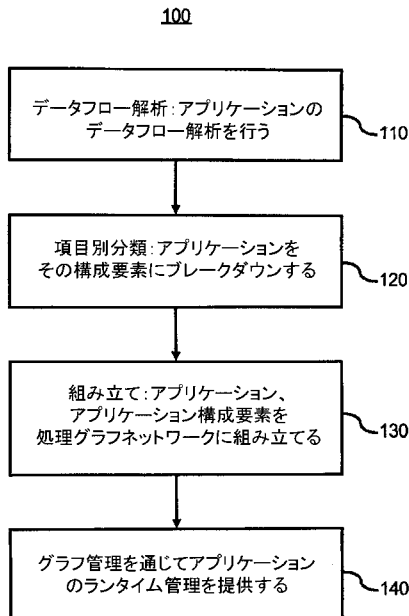 100
データフロー解析：アプリケーションの
データフロー解析を行う
110
項目別分類：アプリケーションを
その構成要素にブレークダウンする
120
組み立て：アプリケーション、
アプリケーション構成要素を
処理グラフネットワークに組み立てる
130
グラフ管理を通じてアプリケーション
のランタイム管理を提供する
140